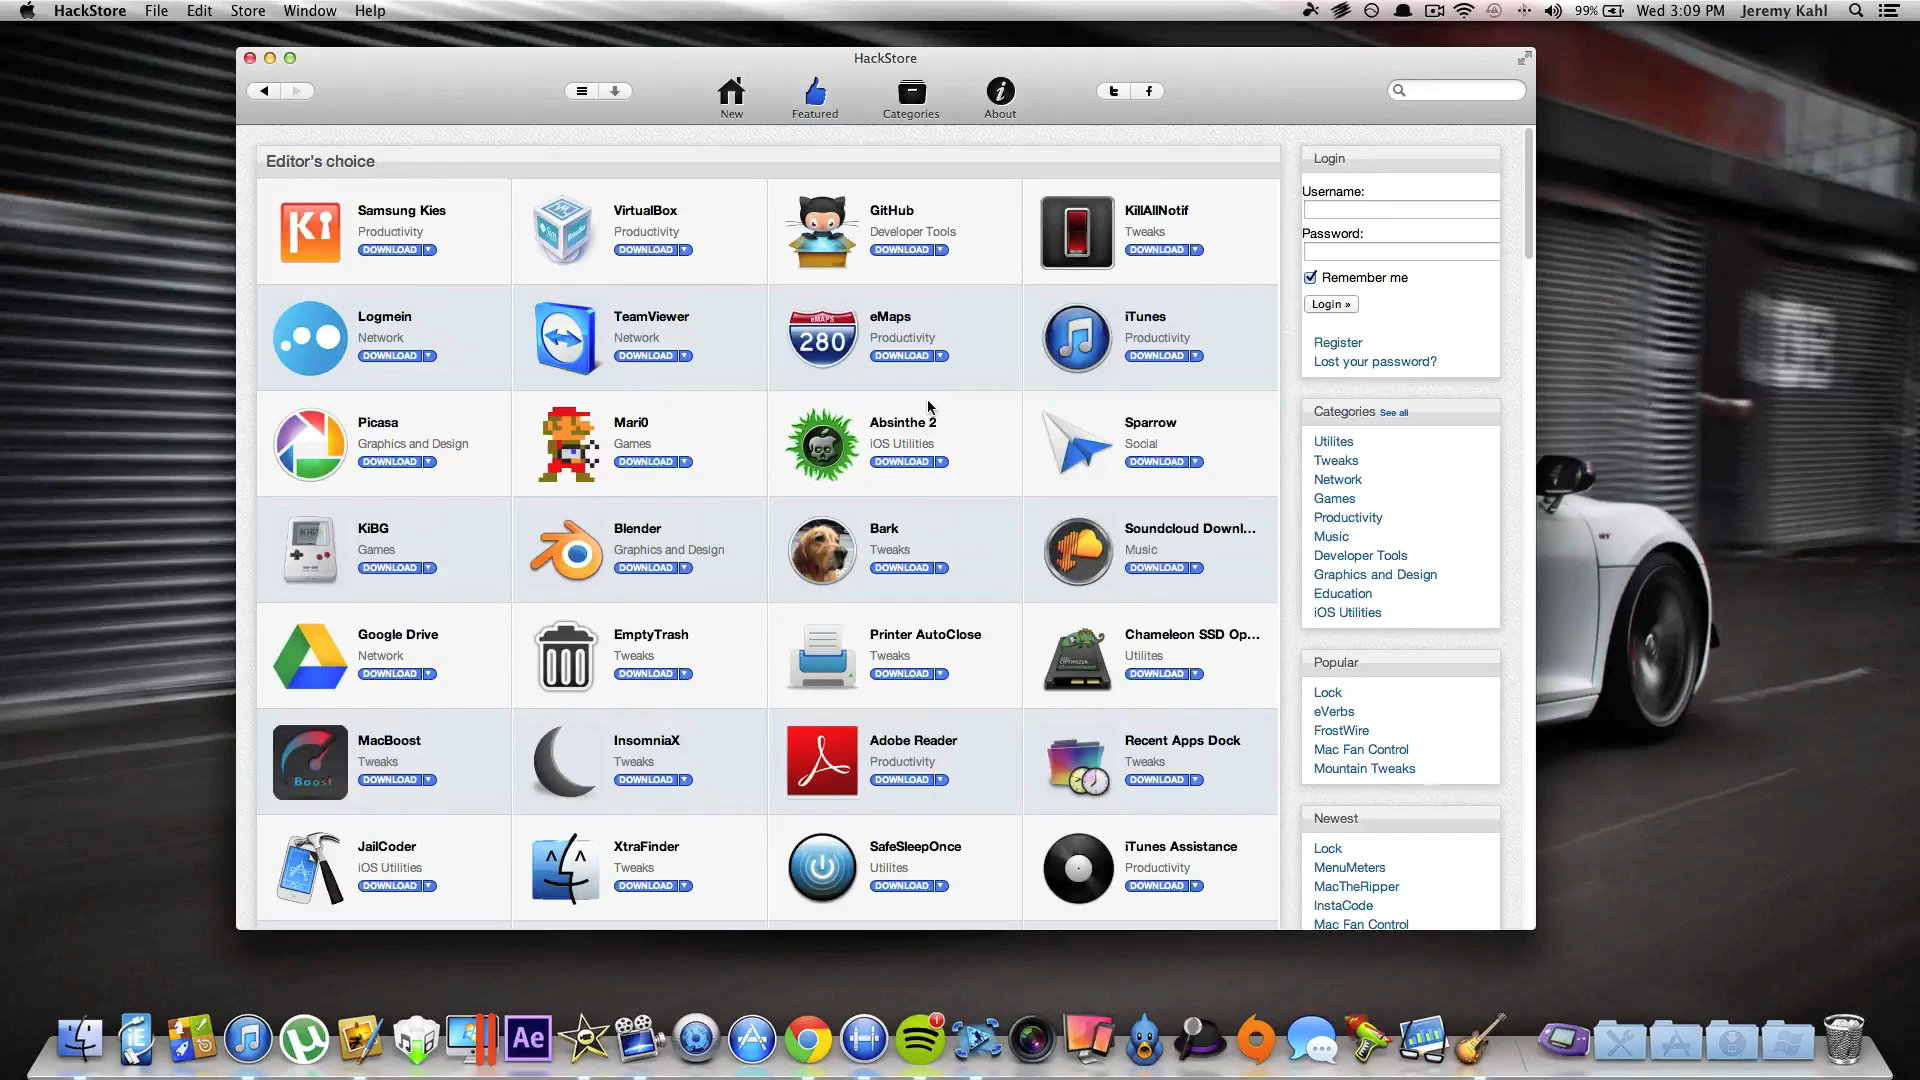 HackStore File Edit Store Window Help 99% Wed 3:09 PM Jeremy Kahl
HackStore
New Featured Categories About
Editor's choice
Samsung Kies
Productivity
DOWNLOAD
VirtualBox
Productivity
DOWNLOAD
GitHub
Developer Tools
DOWNLOAD
KillAllNotif
Tweaks
DOWNLOAD
Logmein
Network
DOWNLOAD
TeamViewer
Network
DOWNLOAD
eMAPS
280
eMaps
Productivity
DOWNLOAD
iTunes
Productivity
DOWNLOAD
Picasa
Graphics and Design
DOWNLOAD
Mari0
Games
DOWNLOAD
Absinthe 2
iOS Utilities
DOWNLOAD
Sparrow
Social
DOWNLOAD
KiBG
Games
DOWNLOAD
Blender
Graphics and Design
DOWNLOAD
Bark
Tweaks
DOWNLOAD
Soundcloud Downl...
Music
DOWNLOAD
Google Drive
Network
DOWNLOAD
EmptyTrash
Tweaks
DOWNLOAD
Printer AutoClose
Tweaks
DOWNLOAD
Chameleon SSD Op...
Utilites
DOWNLOAD
Boost
MacBoost
Tweaks
DOWNLOAD
InsomniaX
Tweaks
DOWNLOAD
Adobe Reader
Productivity
DOWNLOAD
Recent Apps Dock
Tweaks
DOWNLOAD
JailCoder
iOS Utilities
DOWNLOAD
XtraFinder
Tweaks
DOWNLOAD
SafeSleepOnce
Utilites
DOWNLOAD
iTunes Assistance
Productivity
DOWNLOAD
Login
Username:
Password:
Remember me
Login »
Register
Lost your password?
Categories See all
Utilites
Tweaks
Network
Games
Productivity
Music
Developer Tools
Graphics and Design
Education
iOS Utilities
Popular
Lock
eVerbs
FrostWire
Mac Fan Control
Mountain Tweaks
Newest
Lock
MenuMeters
MacTheRipper
InstaCode
Mac Fan Control
iE
Ae
1